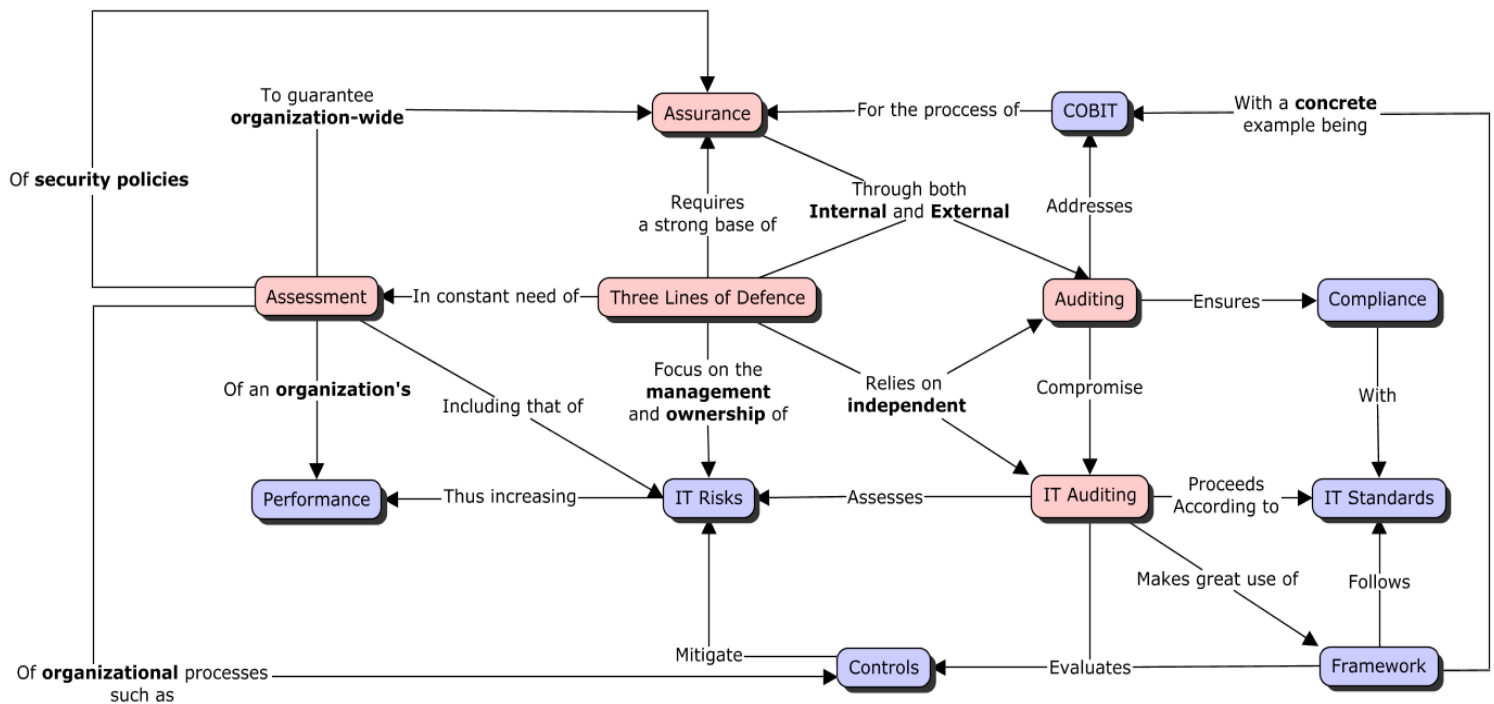 To guarantee
organization-wide
Assurance
For the proccess of
COBIT
With a concrete
example being
Of security policies
Requires
a strong base of
Through both
Internal and External
Addresses
Assessment
In constant need of
Three Lines of Defence
Auditing
Ensures
Compliance
Of an organization's
Including that of
Focus on the
management
and ownership of
Relies on
independent
Compromise
With
Performance
Thus increasing
IT Risks
Assesses
IT Auditing
Proceeds
According to
IT Standards
Makes great use of
Follows
Of organizational processes
such as
Mitigate
Controls
Evaluates
Framework